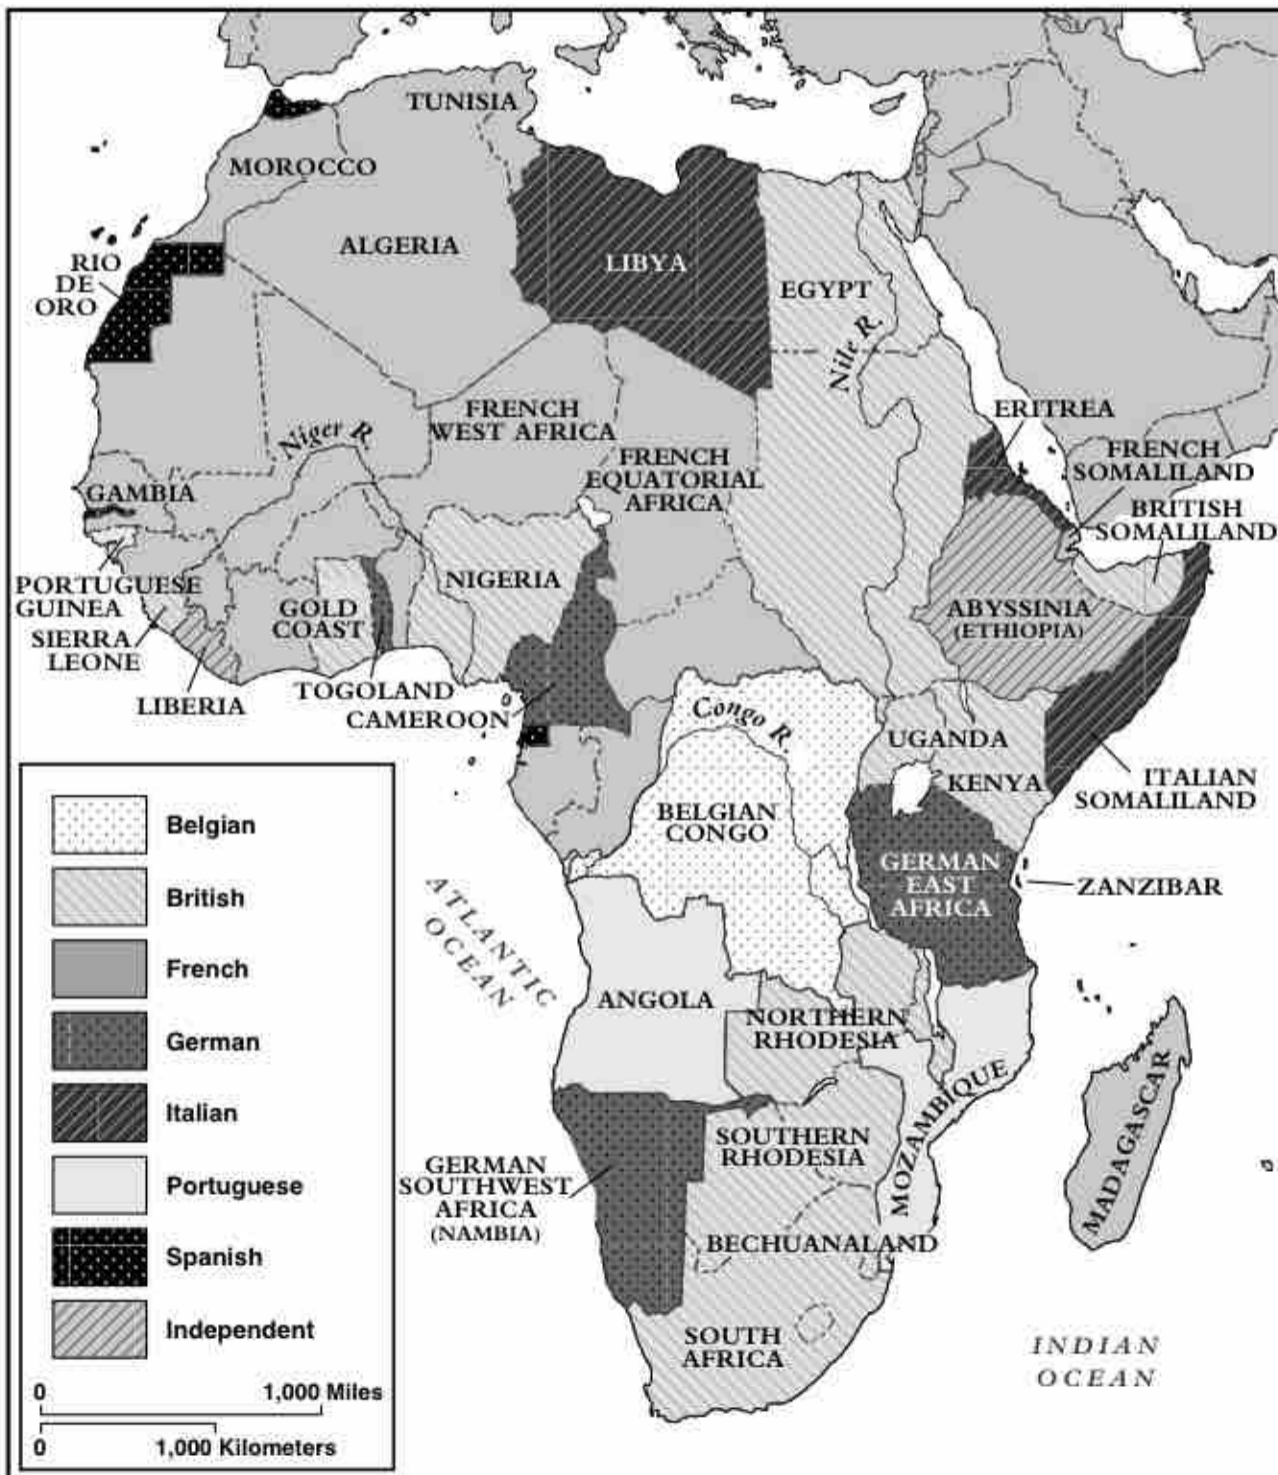 TUNISIA
MOROCCO
ALGERIA
LIBYA
EGYPT
RIO
DE
ORO
Nile R.
ERITREA
FRENCH
SOMALILAND
BRITISH
SOMALILAND
FRENCH
WEST AFRICA
Niger R.
FRENCH
EQUATORIAL
AFRICA
GAMBIA
PORTUGUESE
GUINEA
SIERRA
LEONE
LIBERIA
GOLD
COAST
NIGERIA
TOGOLAND
CAMEROON
ABYSSINIA
(ETHIOPIA)
Congo R.
UGANDA
KENYA
ITALIAN
SOMALILAND
BELGIAN
CONGO
GERMAN
EAST
AFRICA
ZANZIBAR
ATLANTIC
OCEAN
ANGOLA
NORTHERN
RHODESIA
MOZAMBIQUE
MADAGASCAR
SOUTHERN
RHODESIA
GERMAN
SOUTHWEST
AFRICA
(NAMBIA)
BECHUANALAND
SOUTH
AFRICA
INDIAN
OCEAN
Belgian
British
French
German
Italian
Portuguese
Spanish
Independent
0 1,000 Miles
0 1,000 Kilometers